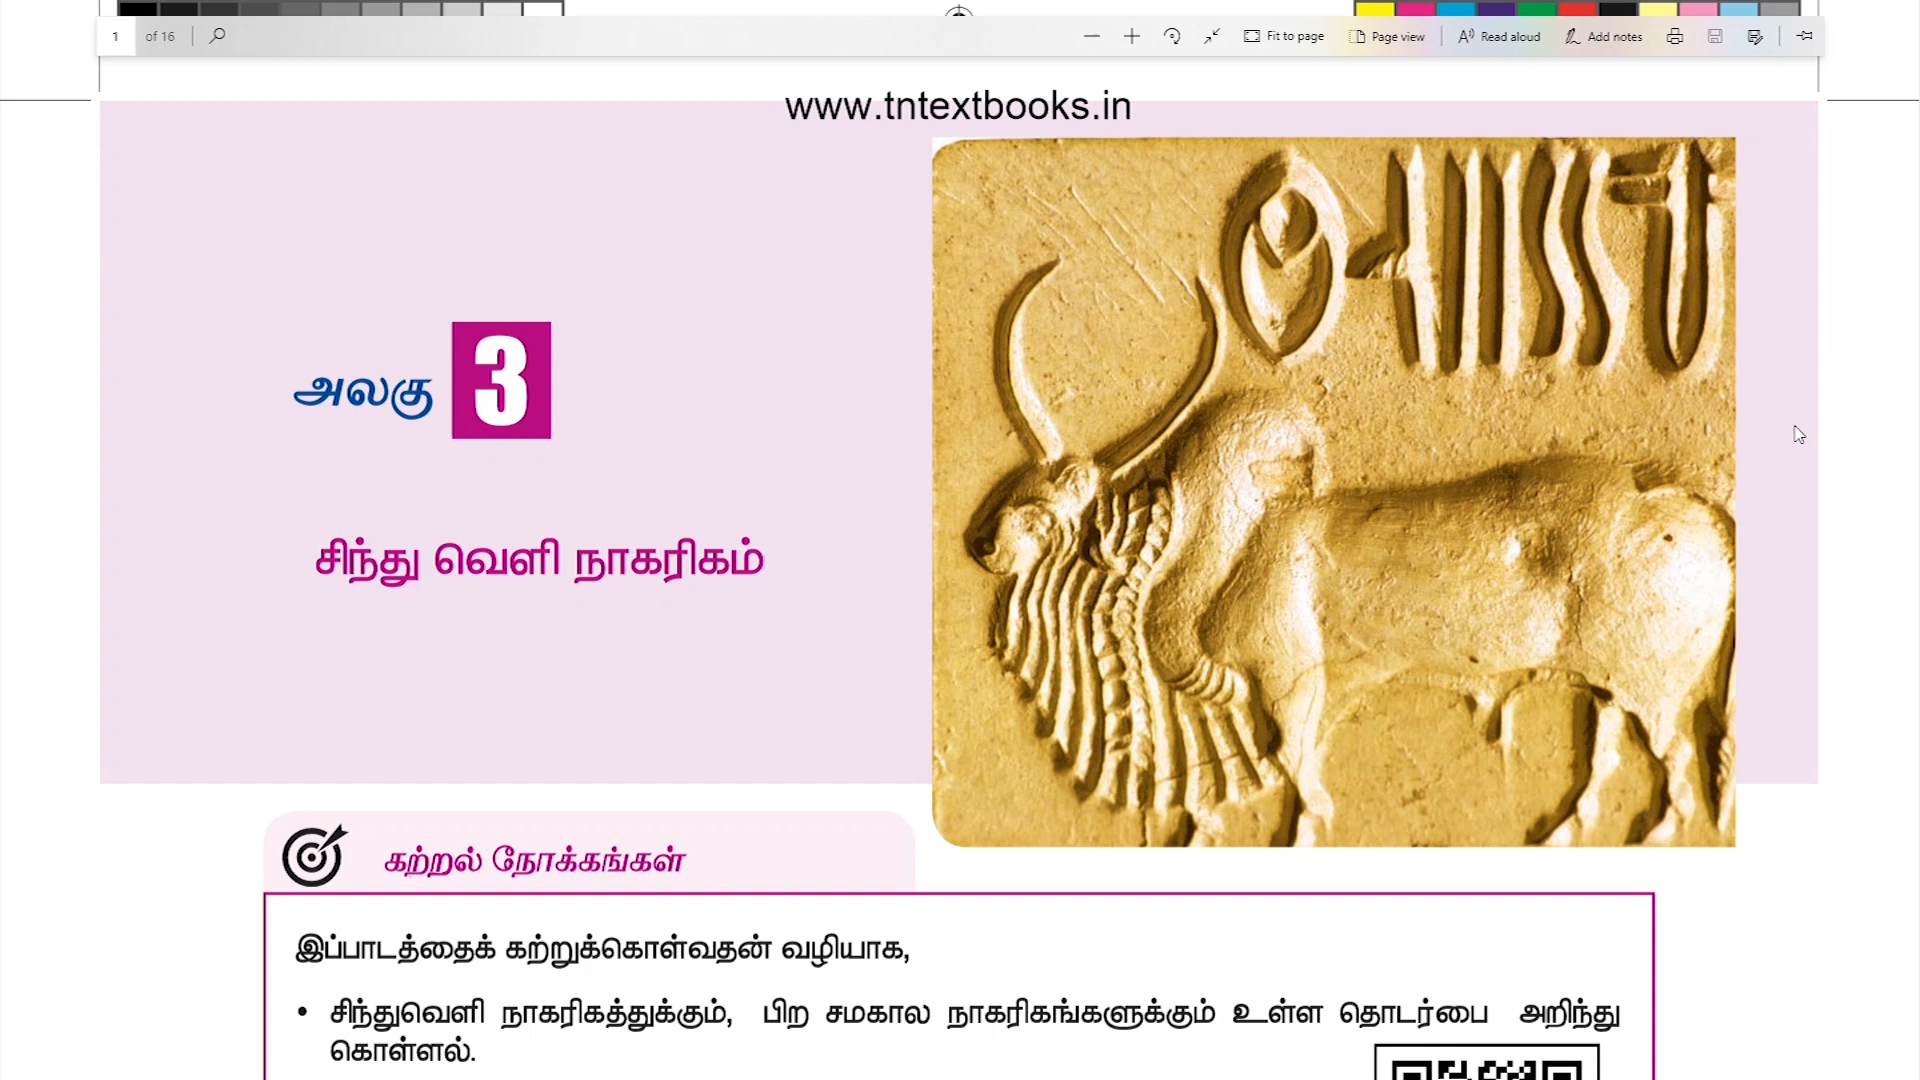 1 of 16 Fit to page Page view Read aloud Add notes
www.tntextbooks.in
அலகு 3
சிந்து வெளி நாகரிகம்
கற்றல் நோக்கங்கள்
இப்பாடத்தைக் கற்றுக்கொள்வதன் வழியாக,
• சிந்துவெளி நாகரிகத்துக்கும், பிற சமகால நாகரிகங்களுக்கும் உள்ள தொடர்பை அறிந்து
கொள்ளல்.